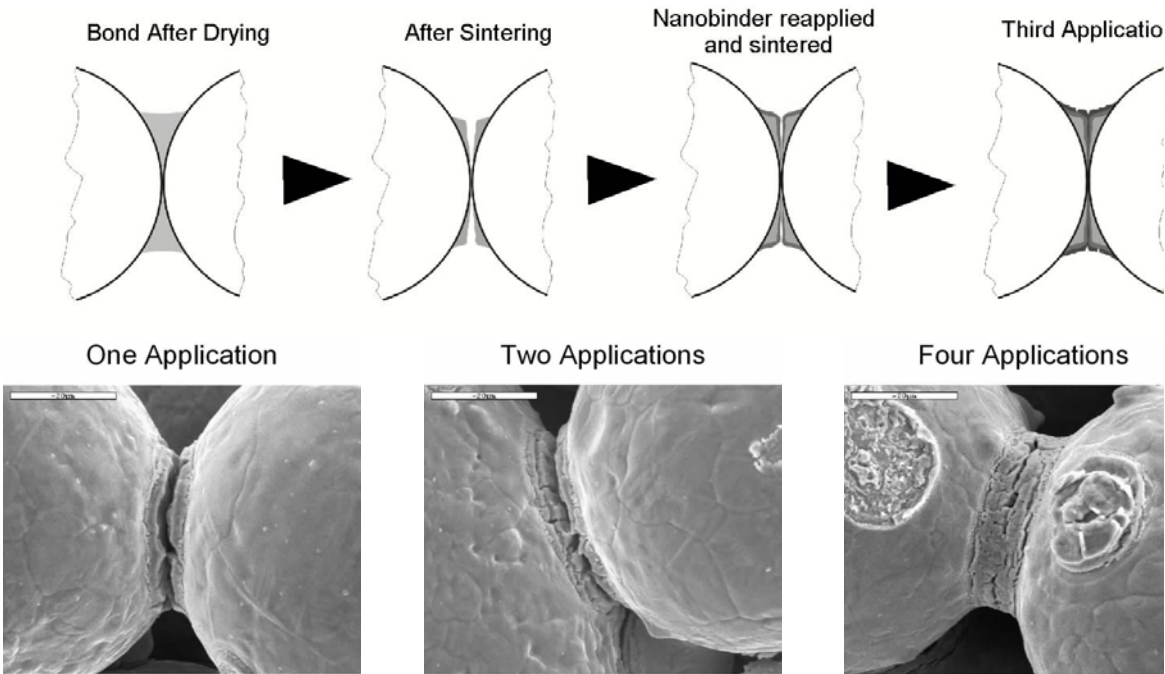 Bond After Drying
After Sintering
Nanobinder reapplied
and sintered
Third Applicatio
One Application
Two Applications
Four Applications